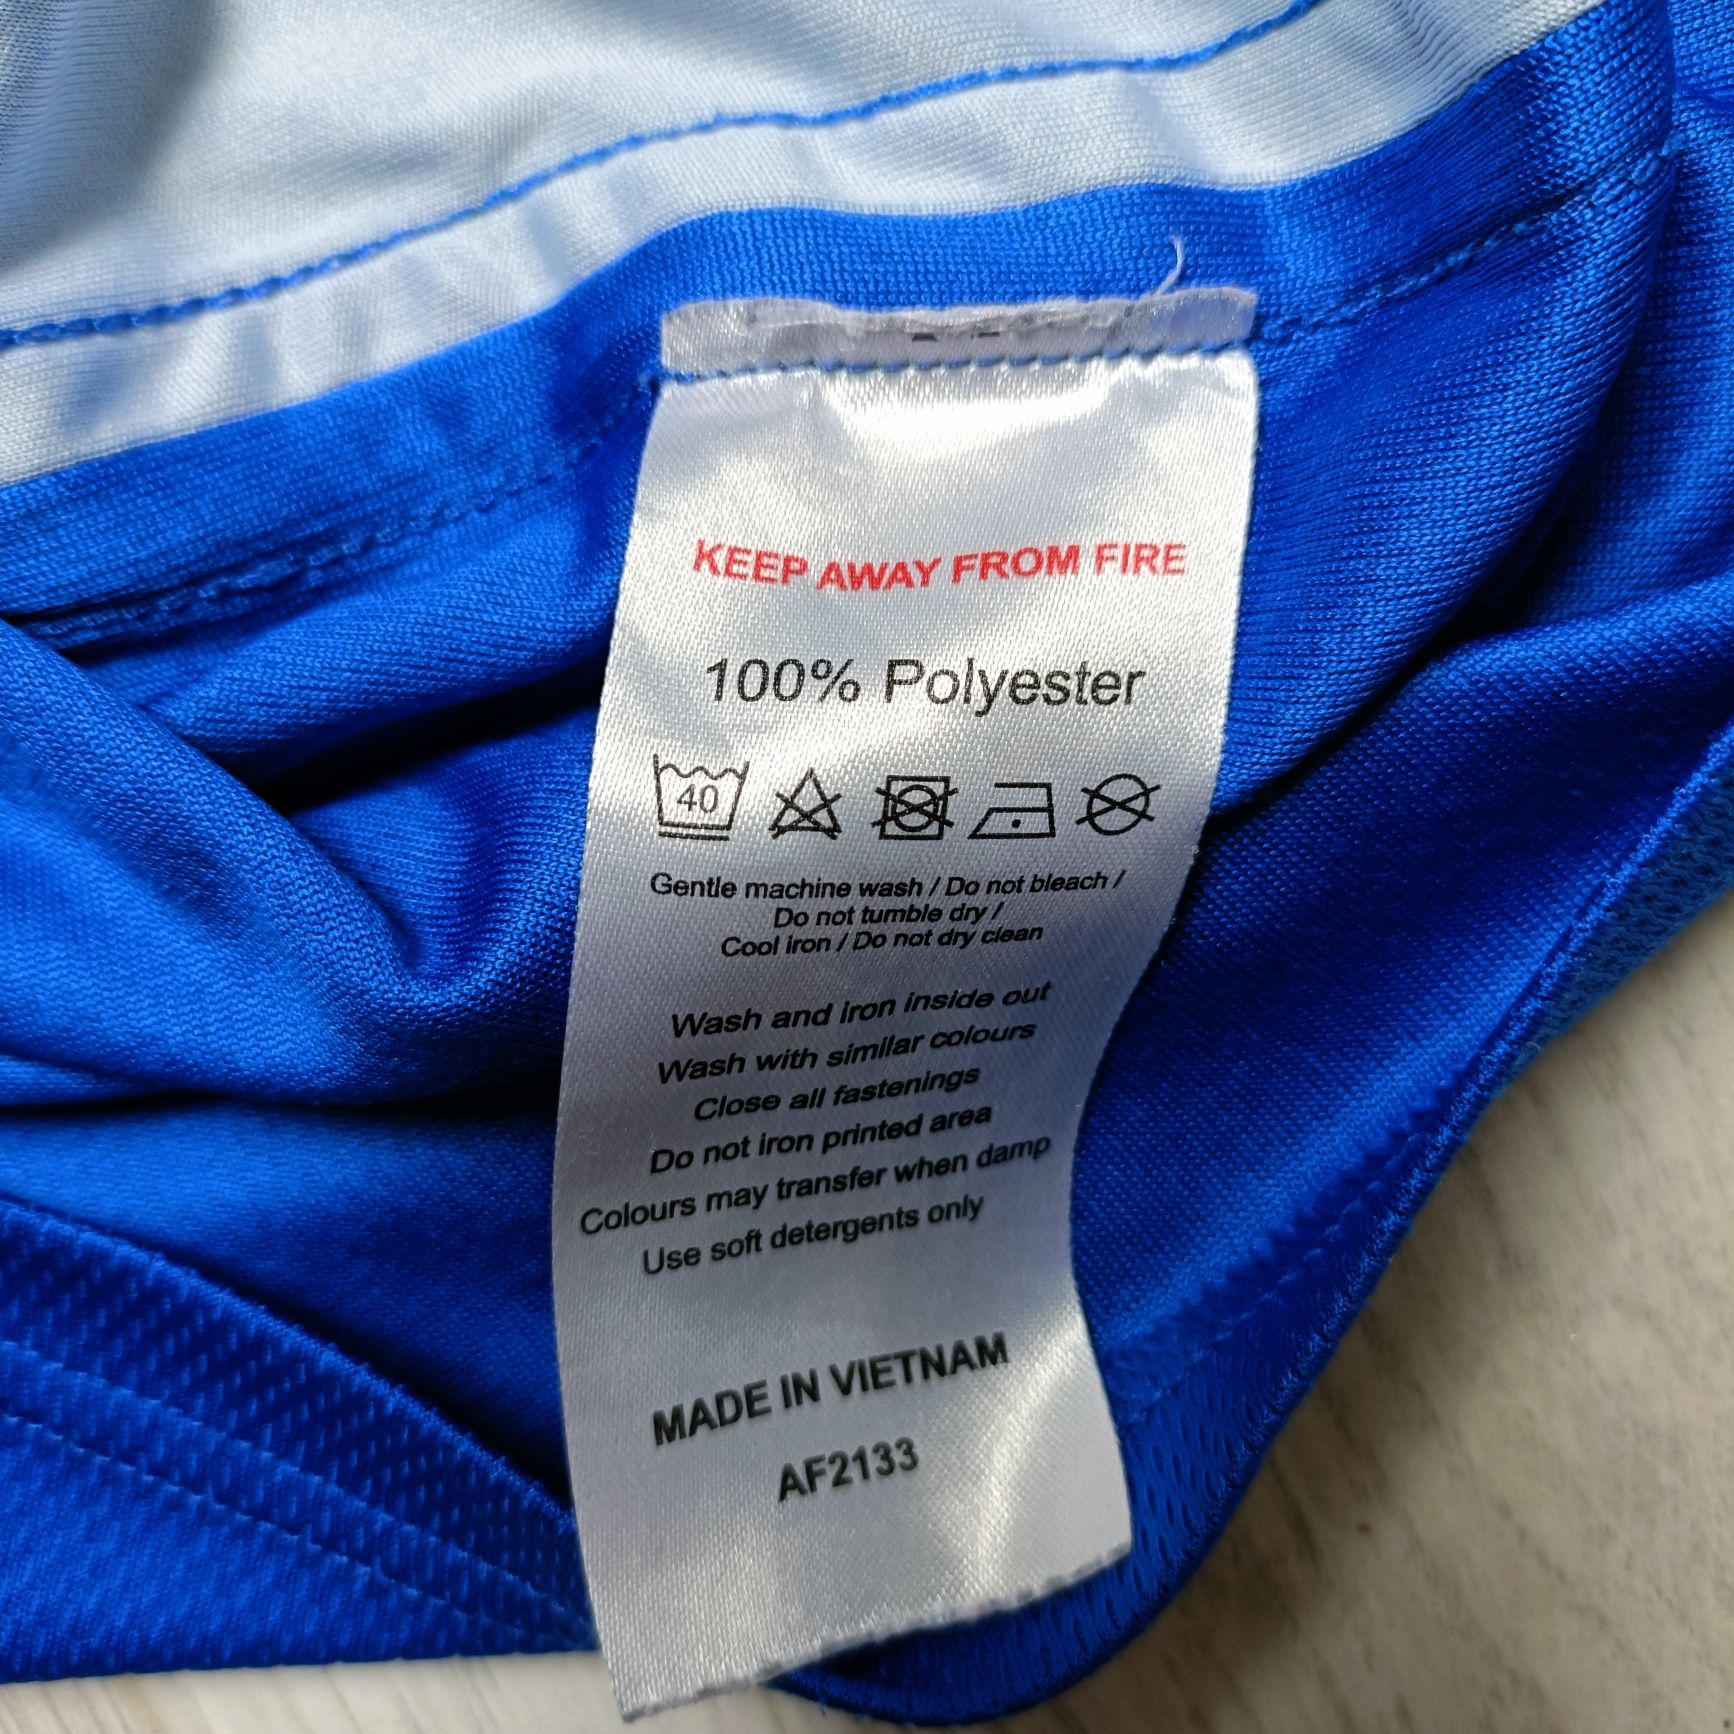 KEEP AWAY FROM FIRE
100% Polyester
40
Gentle machine wash / Do not bleach /
Do not tumble dry /
Cool iron / Do not dry clean
Wash and iron inside out
Wash with similar colours
Close all fastenings
Do not iron printed area
Colours may transfer when damp
Use soft detergents only
MADE IN VIETNAM
AF2133